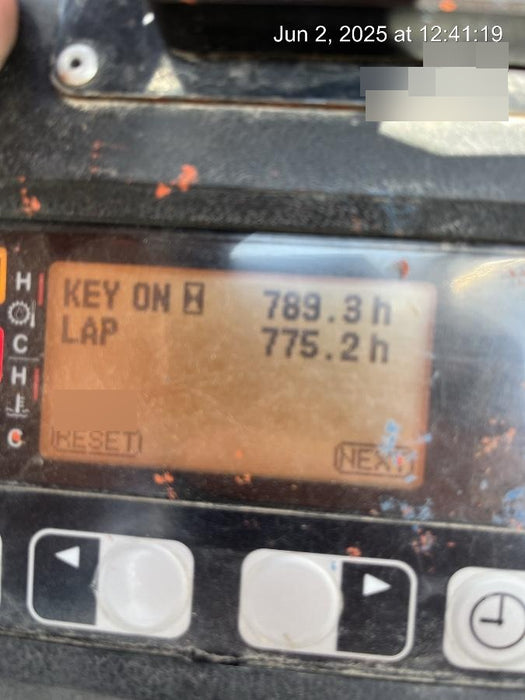 Jun 2, 2025 at 12:41:19
KEY ON 789.3 h
LAP 775.2 h
H
C
H
C
RESET
NEXT